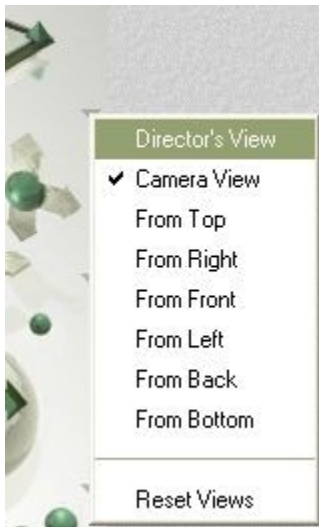 Director's View
Camera View
From Top
From Right
From Front
From Left
From Back
From Bottom
Reset Views